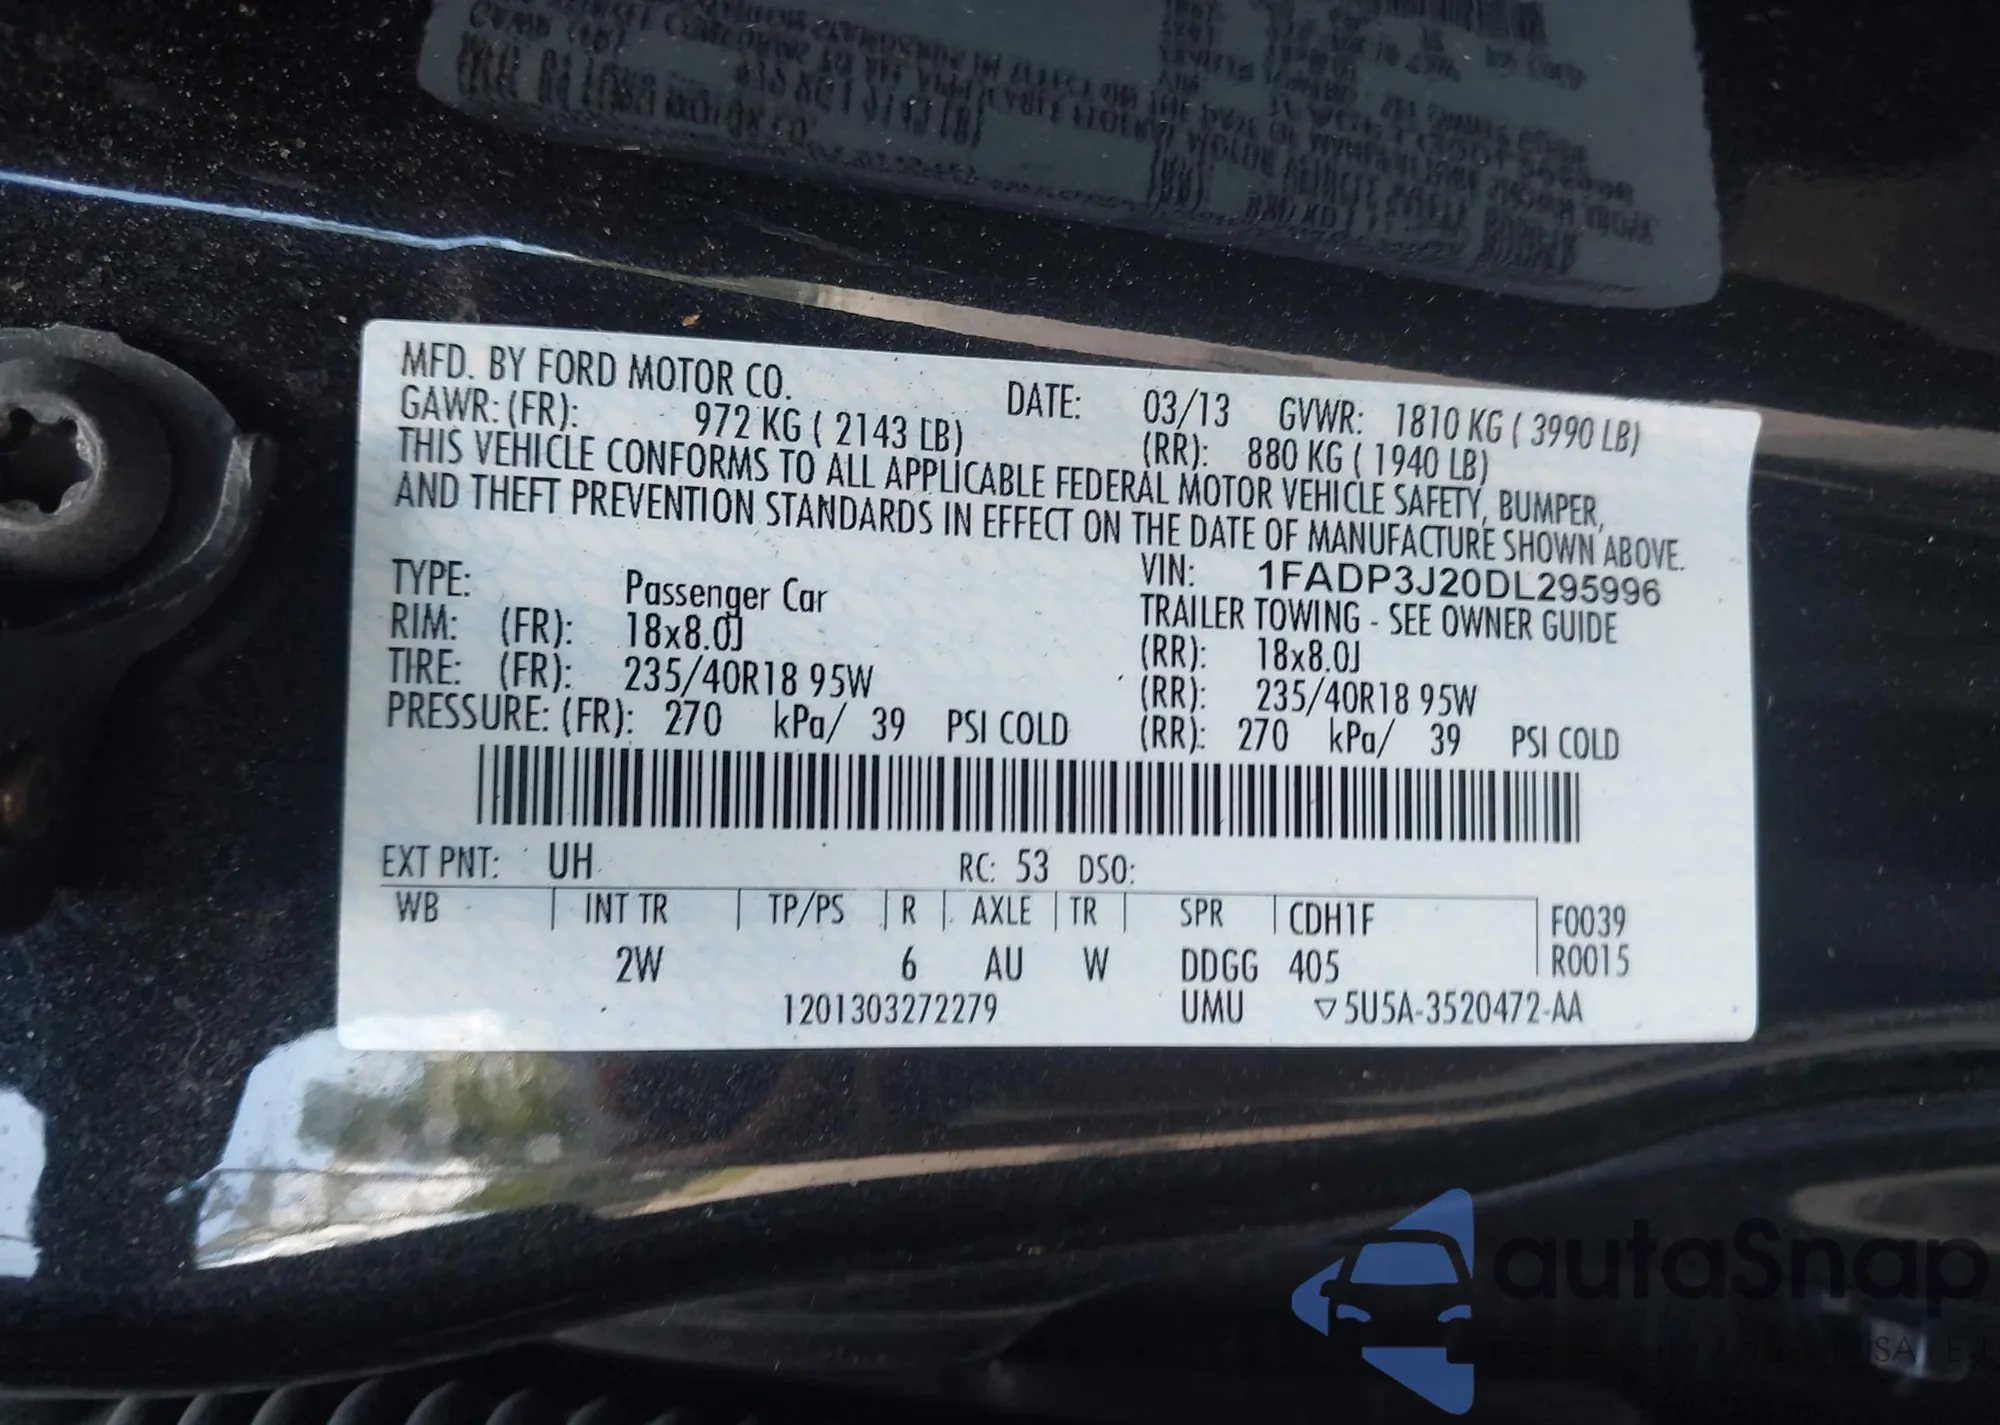 MFD. BY FORD MOTOR CO. DATE: 03/13 GVWR: 1810 KG ( 3990 LB)
GAWR: (FR): 972 KG ( 2143 LB) (RR): 880 KG ( 1940 LB)
THIS VEHICLE CONFORMS TO ALL APPLICABLE FEDERAL MOTOR VEHICLE SAFETY, BUMPER,
AND THEFT PREVENTION STANDARDS IN EFFECT ON THE DATE OF MANUFACTURE SHOWN ABOVE.
VIN: 1FADP3J20DL295996
TYPE: Passenger Car TRAILER TOWING - SEE OWNER GUIDE
RIM: (FR): 18x8.0J (RR): 18x8.0J
TIRE: (FR): 235/40R18 95W (RR): 235/40R18 95W
PRESSURE: (FR): 270 kPa/ 39 PSI COLD (RR): 270 kPa/ 39 PSI COLD
EXT PNT: UH RC: 53 DSO:
WB INT TR TP/PS R AXLE TR SPR CDH1F F0039
2W 6 AU W DDGG 405 R0015
1201303272279 UMU ▽5U5A-3520472-AA
autoSnap